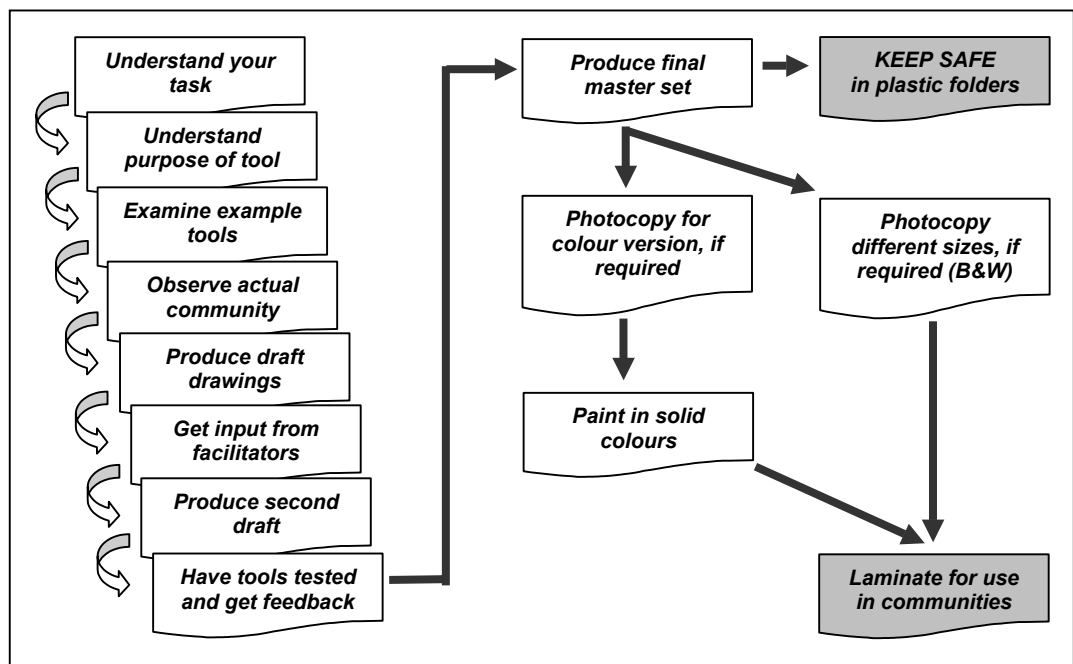 Understand your
task
Understand
purpose of tool
Examine example
tools
Observe actual
community
Produce draft
drawings
Get input from
facilitators
Produce second
draft
Have tools tested
and get feedback
Produce final
master set
KEEP SAFE
in plastic folders
Photocopy for
colour version, if
required
Photocopy
different sizes, if
required (B&W)
Paint in solid
colours
Laminate for use
in communities